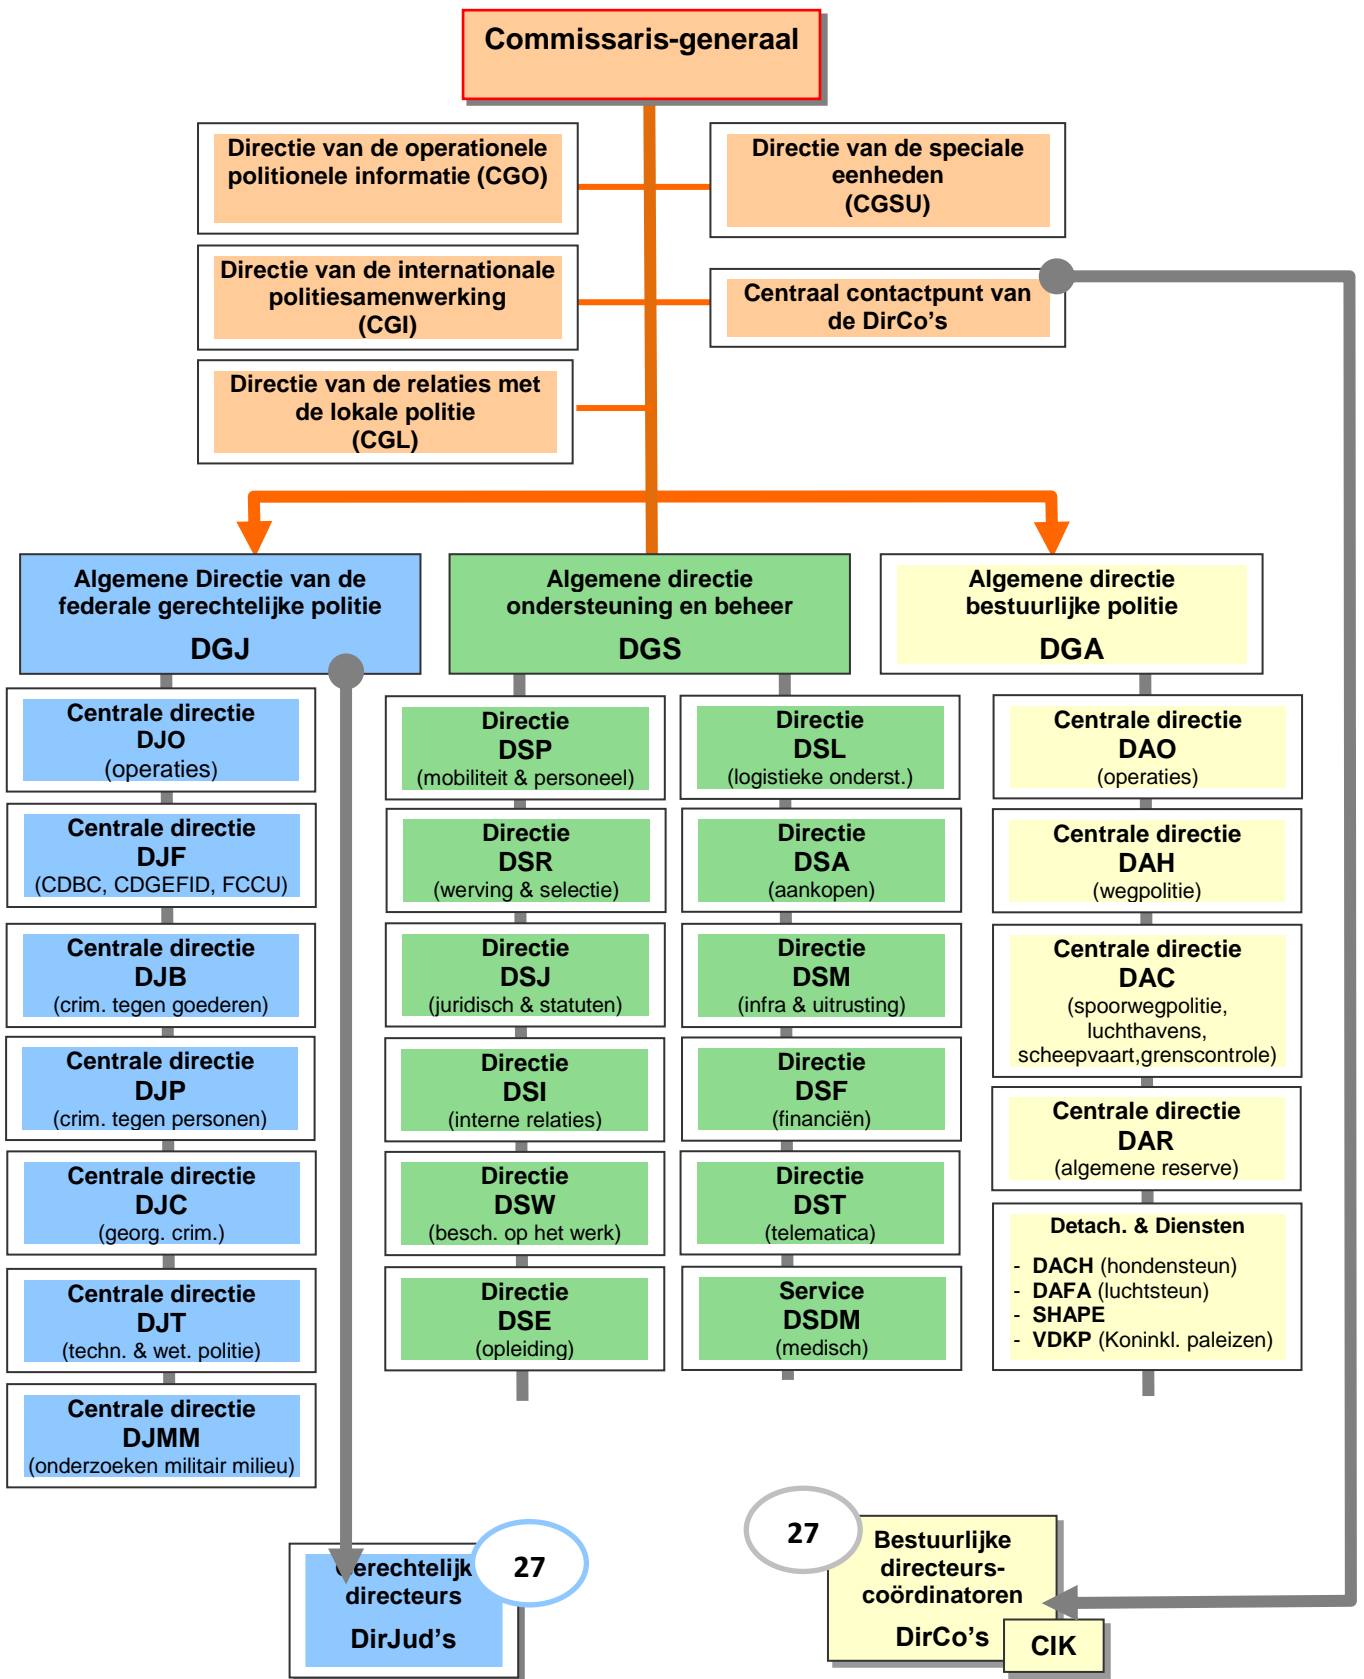 Commissaris-generaal
Directie van de operationele
politionele informatie (CGO)
Directie van de speciale
eenheden
(CGSU)
Directie van de internationale
politiesamenwerking
(CGI)
Centraal contactpunt van
de DirCo's
Directie van de relaties met
de lokale politie
(CGL)
Algemene Directie van de
federale gerechtelijke politie
DGJ
Algemene directie
ondersteuning en beheer
DGS
Algemene directie
bestuurlijke politie
DGA
Centrale directie
DJO
(operaties)
Centrale directie
DJF
(CDBC, CDGEFID, FCCU)
Centrale directie
DJB
(crim. tegen goederen)
Centrale directie
DJP
(crim. tegen personen)
Centrale directie
DJC
(georg. crim.)
Centrale directie
DJT
(techn. & wet. politie)
Centrale directie
DJMM
(onderzoeken militair milieu)
Directie
DSP
(mobiliteit & personeel)
Directie
DSR
(werving & selectie)
Directie
DSJ
(juridisch & statuten)
Directie
DSI
(interne relaties)
Directie
DSW
(besch. op het werk)
Directie
DSE
(opleiding)
Directie
DSL
(logistieke onderst.)
Directie
DSA
(aankopen)
Directie
DSM
(infra & uitrusting)
Directie
DSF
(financiën)
Directie
DST
(telematica)
Service
DSDM
(medisch)
Centrale directie
DAO
(operaties)
Centrale directie
DAH
(wegpolitie)
Centrale directie
DAC
(spoorwegpolitie,
luchthavens,
scheepvaart,grenscontrole)
Centrale directie
DAR
(algemene reserve)
Detach. & Diensten
- DACH (hondensteun)
- DAFA (luchtsteun)
- SHAPE
- VDKP (Koninkl. paleizen)
27
erechtelijk
directeurs
DirJud's
27
Bestuurlijke
directeurs-
coördinatoren
DirCo's
CIK